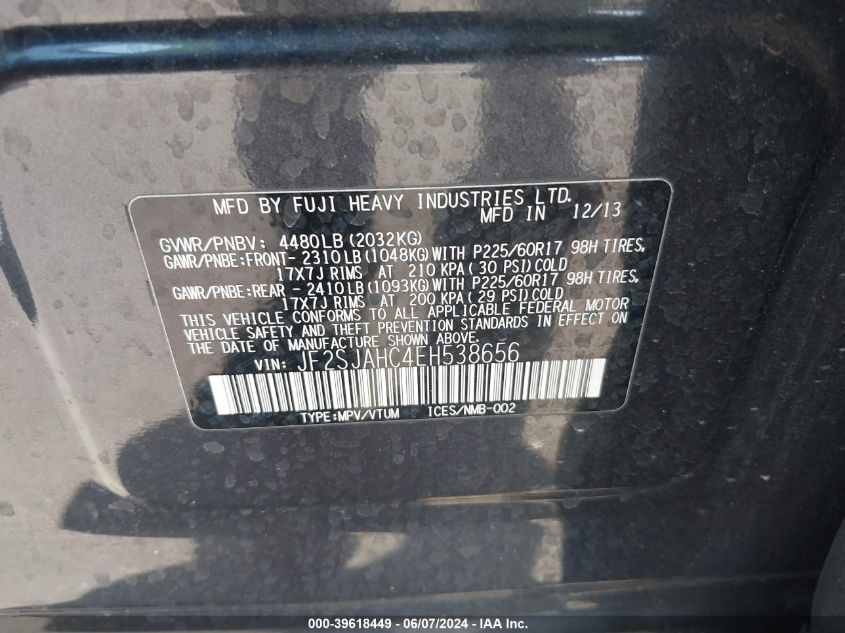 MFD BY FUJI HEAVY INDUSTRIES LTD.
MFD IN 12/13
GVWR/PNBV: 4480LB(2032KG)
GAWR/PNBE:FRONT- 2310LB(1048KG)WITH P225/60R17 98H TIRES,
17X7J RIMS AT 210 KPA(30 PSI)COLD
GAWR/PNBE:REAR - 2410LB(1093KG)WITH P225/60R17 98H TIRES,
17X7J RIMS AT 200 KPA(29 PSI)COLD
THIS VEHICLE CONFORMS TO ALL APPLICABLE FEDERAL MOTOR
VEHICLE SAFETY AND THEFT PREVENTION STANDARDS IN EFFECT ON
THE DATE OF MANUFACTURE SHOWN ABOVE.
VIN: JF2SJAHC4EH538656
TYPE:MPV/VTUM ICES/NMB-002
000-39618449 - 06/07/2024 - IAA Inc.